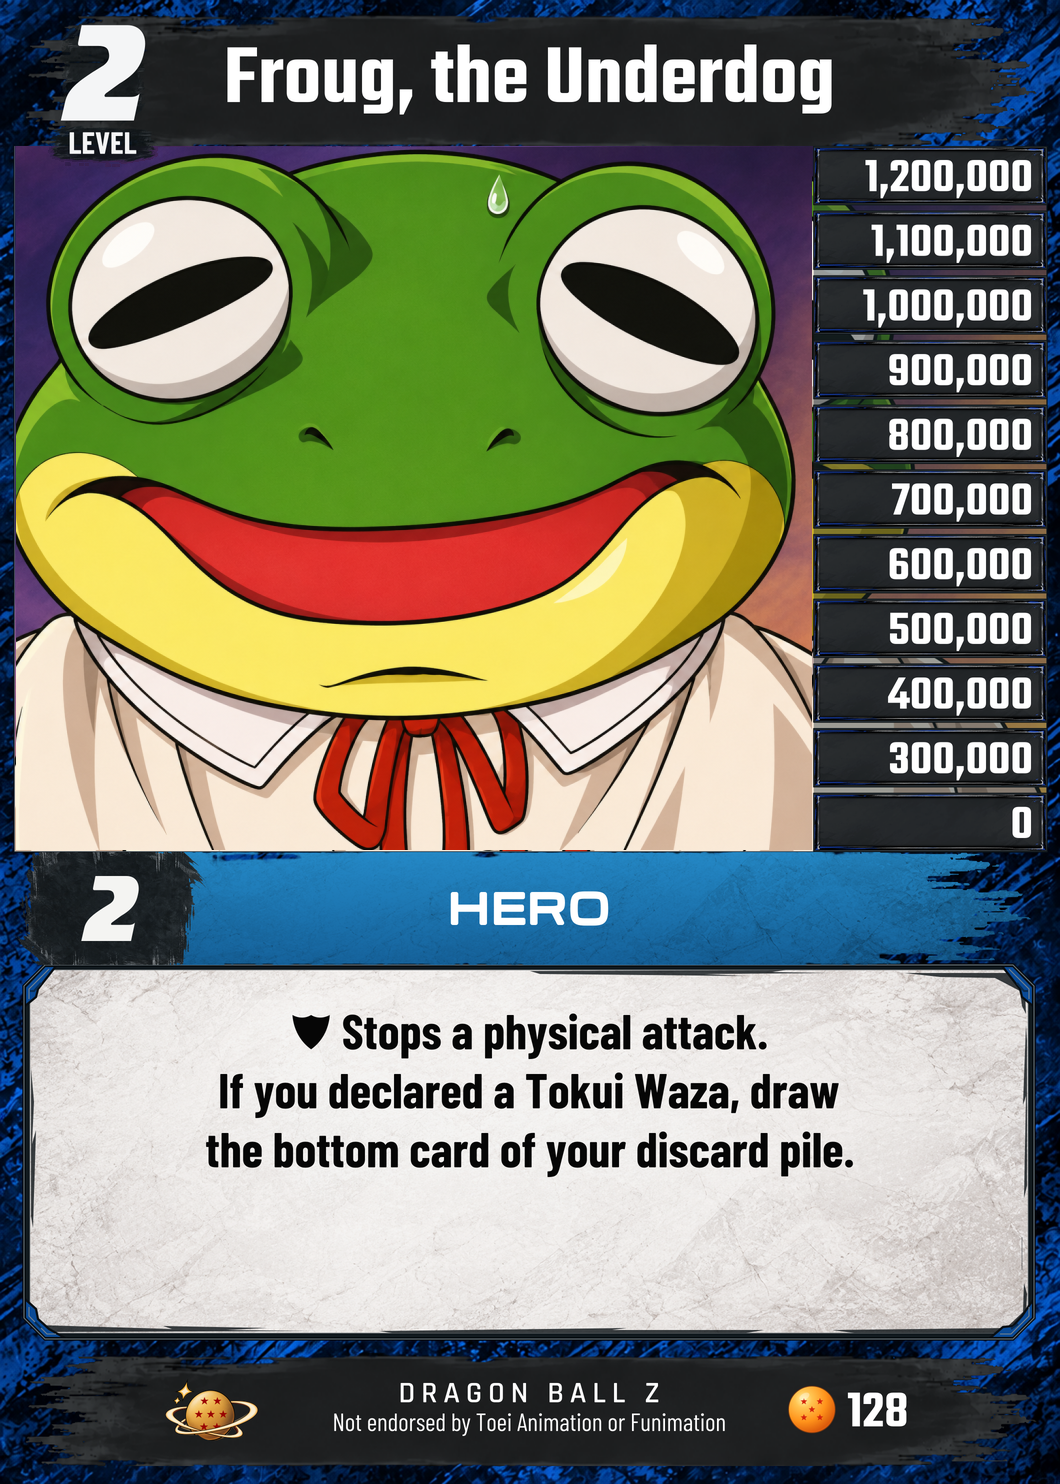 2
LEVEL
Froug, the Underdog
1,200,000
1,100,000
1,000,000
900,000
800,000
700,000
600,000
500,000
400,000
300,000
0
2
HERO
Stops a physical attack.
If you declared a Tokui Waza, draw
the bottom card of your discard pile.
DRAGON BALL Z
Not endorsed by Toei Animation or Funimation
128